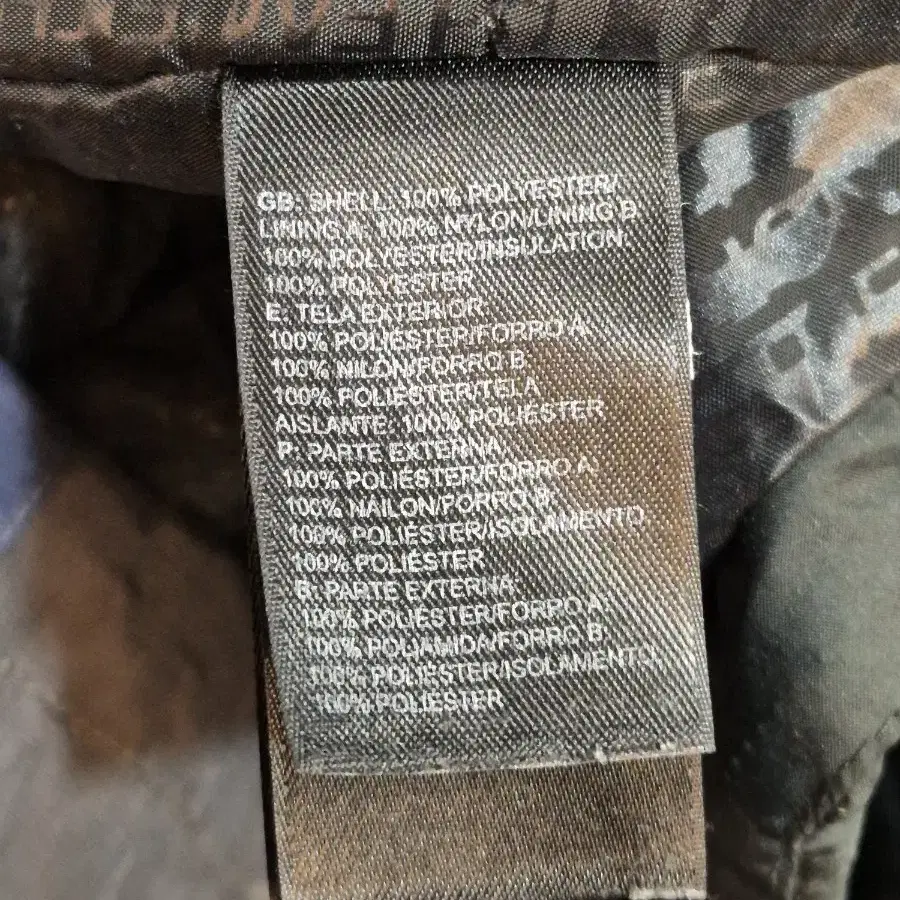 GB: SHELL: 100% POLYESTER/
LINING A: 100% NYLON/LINING B:
100% POLYESTER/INSULATION:
100% POLYESTER
E: TELA EXTERIOR:
100% POLIÉSTER/FORRO A:
100% NILÓN/FORRO B:
100% POLIÉSTER/TELA
AISLANTE: 100% POLIÉSTER
P: PARTE EXTERNA:
100% POLIÉSTER/FORRO A:
100% NAILON/FORRO B:
100% POLIÉSTER/ISOLAMENTO:
100% POLIÉSTER
B: PARTE EXTERNA:
100% POLIÉSTER/FORRO A:
100% POLIAMIDA/FORRO B:
100% POLIÉSTER/ISOLAMENTO:
100% POLIÉSTER